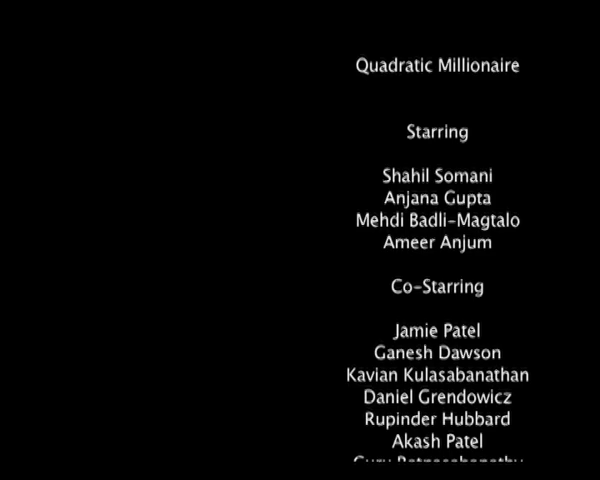 Quadratic Millionaire
Starring
Shahil Somani
Anjana Gupta
Mehdi Badli-Magtalo
Ameer Anjum
Co-Starring
Jamie Patel
Ganesh Dawson
Kavian Kulasabanathan
Daniel Grendowicz
Rupinder Hubbard
Akash Patel